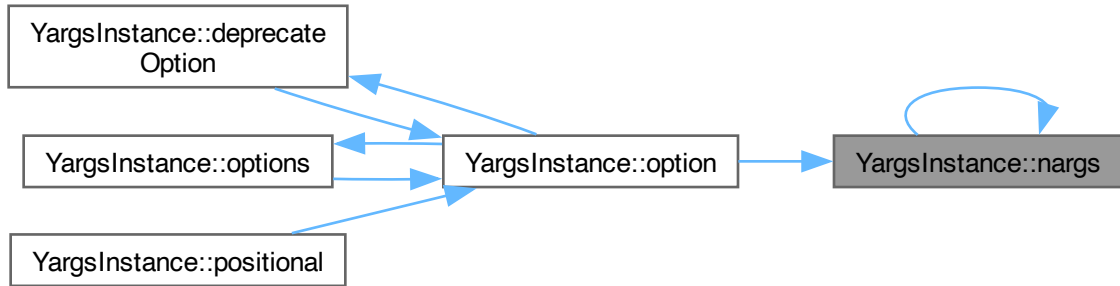 YargsInstance::deprecate
Option
YargsInstance::options
YargsInstance::option
YargsInstance::nargs
YargsInstance::positional